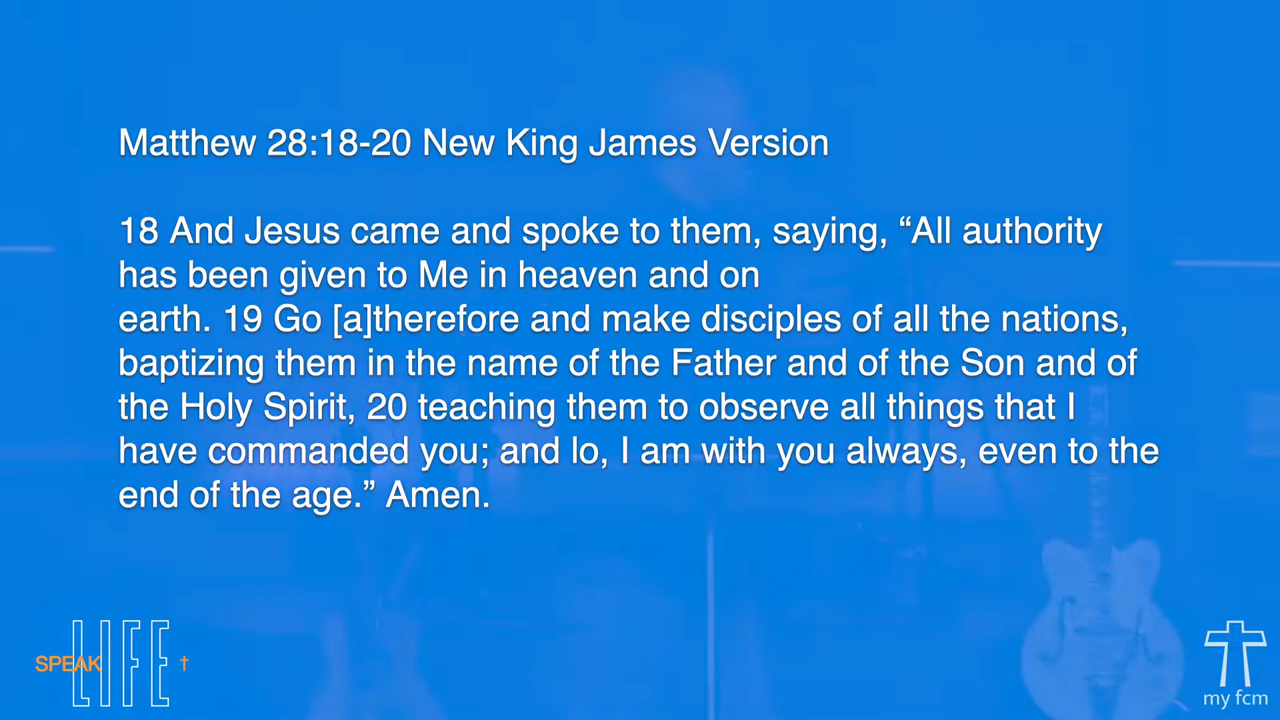 Matthew 28:18-20 New King James Version
18 And Jesus came and spoke to them, saying, “All authority
has been given to Me in heaven and on
earth. 19 Go [a]therefore and make disciples of all the nations,
baptizing them in the name of the Father and of the Son and of
the Holy Spirit, 20 teaching them to observe all things that I
have commanded you; and lo, I am with you always, even to the
end of the age.” Amen.
SPEAK LIFE
my fcm